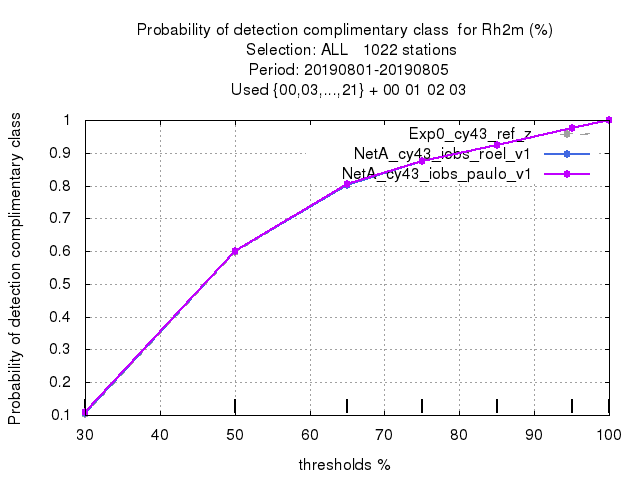 Probability of detection complimentary class  for Rh2m (%)
Selection: ALL   1022 stations
Period: 20190801-20190805
Used {00,03,...,21} + 00 01 02 03
Probability of detection complimentary class
1
0.9
0.8
0.7
0.6
0.5
0.4
0.3
0.2
0.1
Exp0_cy43_ref_z
NetA_cy43_iobs_roel_v1
NetA_cy43_iobs_paulo_v1
30 40 50 60 70 80 90 100
thresholds %